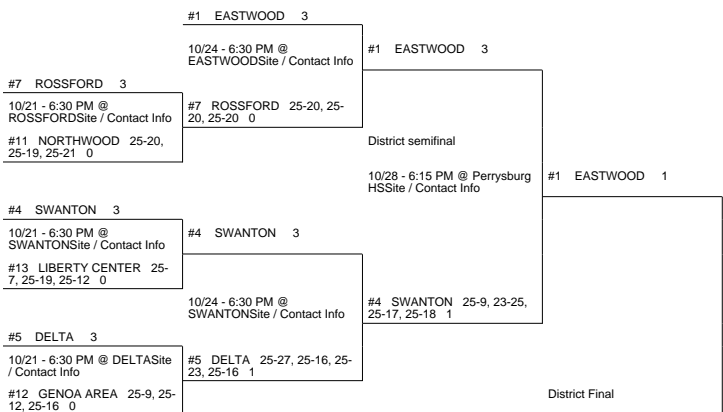 #1 EASTWOOD 3
10/24 - 6:30 PM @
EASTWOODSite / Contact Info
#1 EASTWOOD 3
#7 ROSSFORD 3
10/21 - 6:30 PM @
ROSSFORDSite / Contact Info
#7 ROSSFORD 25-20, 25-
20, 25-20 0
#11 NORTHWOOD 25-20,
25-19, 25-21 0
District semifinal
10/28 - 6:15 PM @ Perrysburg
HSSite / Contact Info
#1 EASTWOOD 1
#4 SWANTON 3
10/21 - 6:30 PM @
SWANTONSite / Contact Info
#4 SWANTON 3
#13 LIBERTY CENTER 25-
7, 25-19, 25-12 0
10/24 - 6:30 PM @
SWANTONSite / Contact Info
#4 SWANTON 25-9, 23-25,
25-17, 25-18 1
#5 DELTA 3
10/21 - 6:30 PM @ DELTASite
/ Contact Info
#5 DELTA 25-27, 25-16, 25-
23, 25-16 1
#12 GENOA AREA 25-9, 25-
12, 25-16 0
District Final